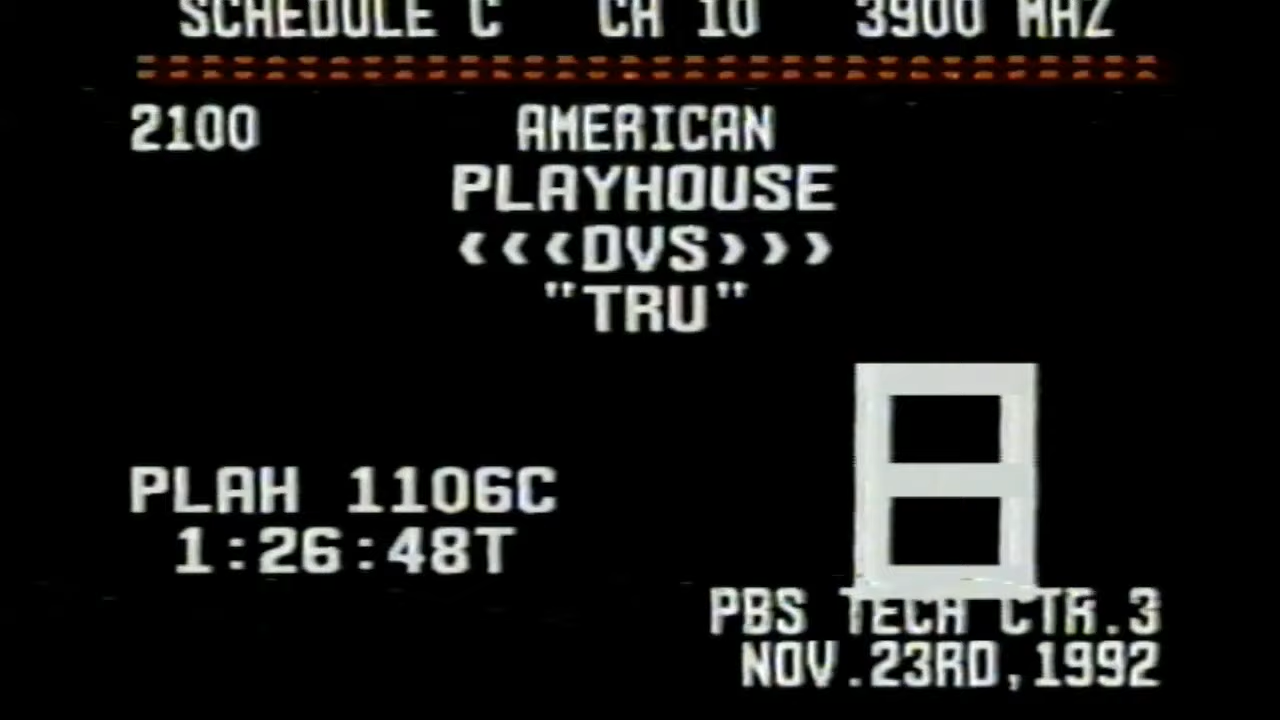 SCHEDULE C CH 10 3900 MHZ
2100 AMERICAN
PLAYHOUSE
‹‹‹DVS›››
"TRU"
8
PLAH 1106C
1:26:48T
PBS TECH CTR.3
NOV.23RD,1992